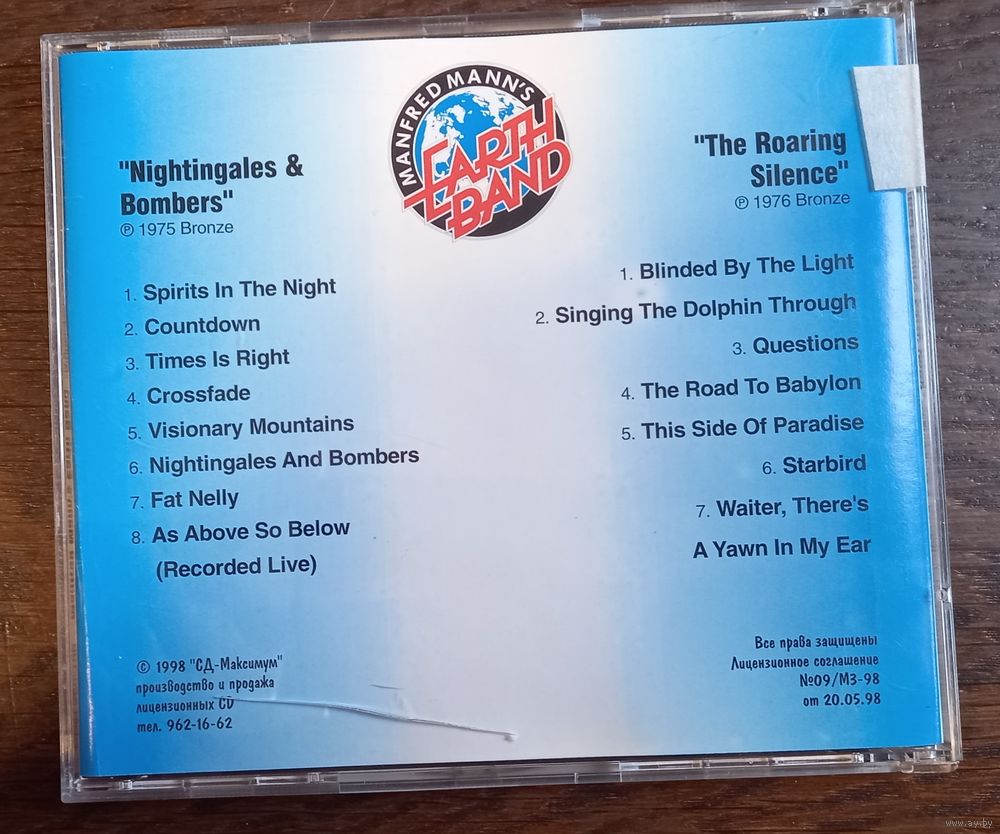 MANFRED MANN'S
EARTH
BAND
"Nightingales &
Bombers"
℗ 1975 Bronze
1. Spirits In The Night
2. Countdown
3. Times Is Right
4. Crossfade
5. Visionary Mountains
6. Nightingales And Bombers
7. Fat Nelly
8. As Above So Below
(Recorded Live)
"The Roaring
Silence"
℗ 1976 Bronze
1. Blinded By The Light
2. Singing The Dolphin Through
3. Questions
4. The Road To Babylon
5. This Side Of Paradise
6. Starbird
7. Waiter, There's
A Yawn In My Ear
© 1998 "СД-Максимум"
производство и продажа
лицензионных CD
тел. 962-16-62
Все права защищены
Лицензионное соглашение
№09/МЗ-98
от 20.05.98
www.ay.by